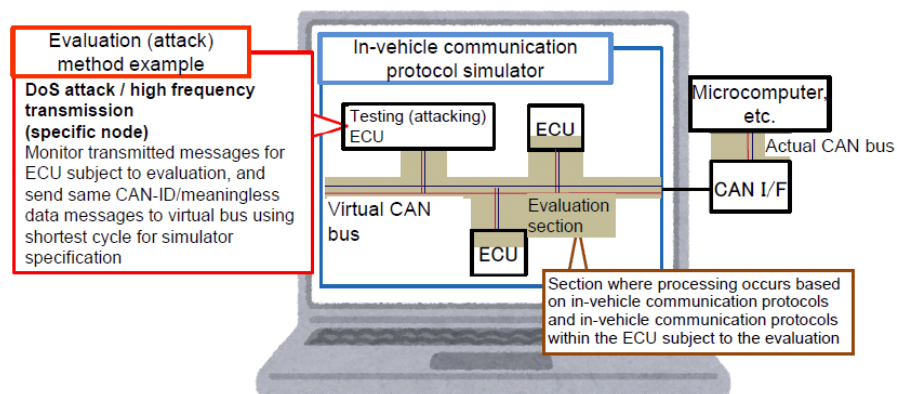 Evaluation (attack)
method example
DoS attack / high frequency
transmission
(specific node)
Monitor transmitted messages for
ECU subject to evaluation, and
send same CAN-ID/meaningless
data messages to virtual bus using
shortest cycle for simulator
specification
In-vehicle communication
protocol simulator
Testing (attacking)
ECU
ECU
Virtual CAN
bus
Evaluation
section
ECU
Microcomputer,
etc.
Actual CAN bus
CAN I/F
Section where processing occurs based
on in-vehicle communication protocols
and in-vehicle communication protocols
within the ECU subject to the evaluation